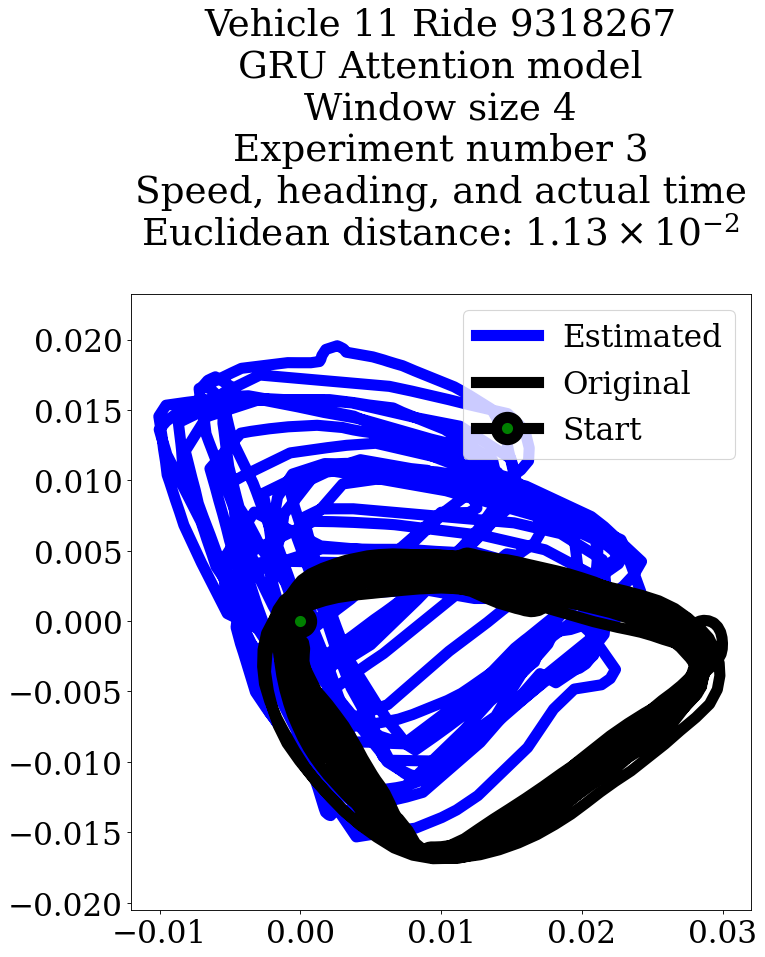 Vehicle 11 Ride 9318267
GRU Attention model
Window size 4
Experiment number 3
Speed, heading, and actual time
Euclidean distance: 1.13 × 10⁻²
Estimated
Original
Start
0.020
0.015
0.010
0.005
0.000
−0.005
−0.010
−0.015
−0.020
−0.01 0.00 0.01 0.02 0.03